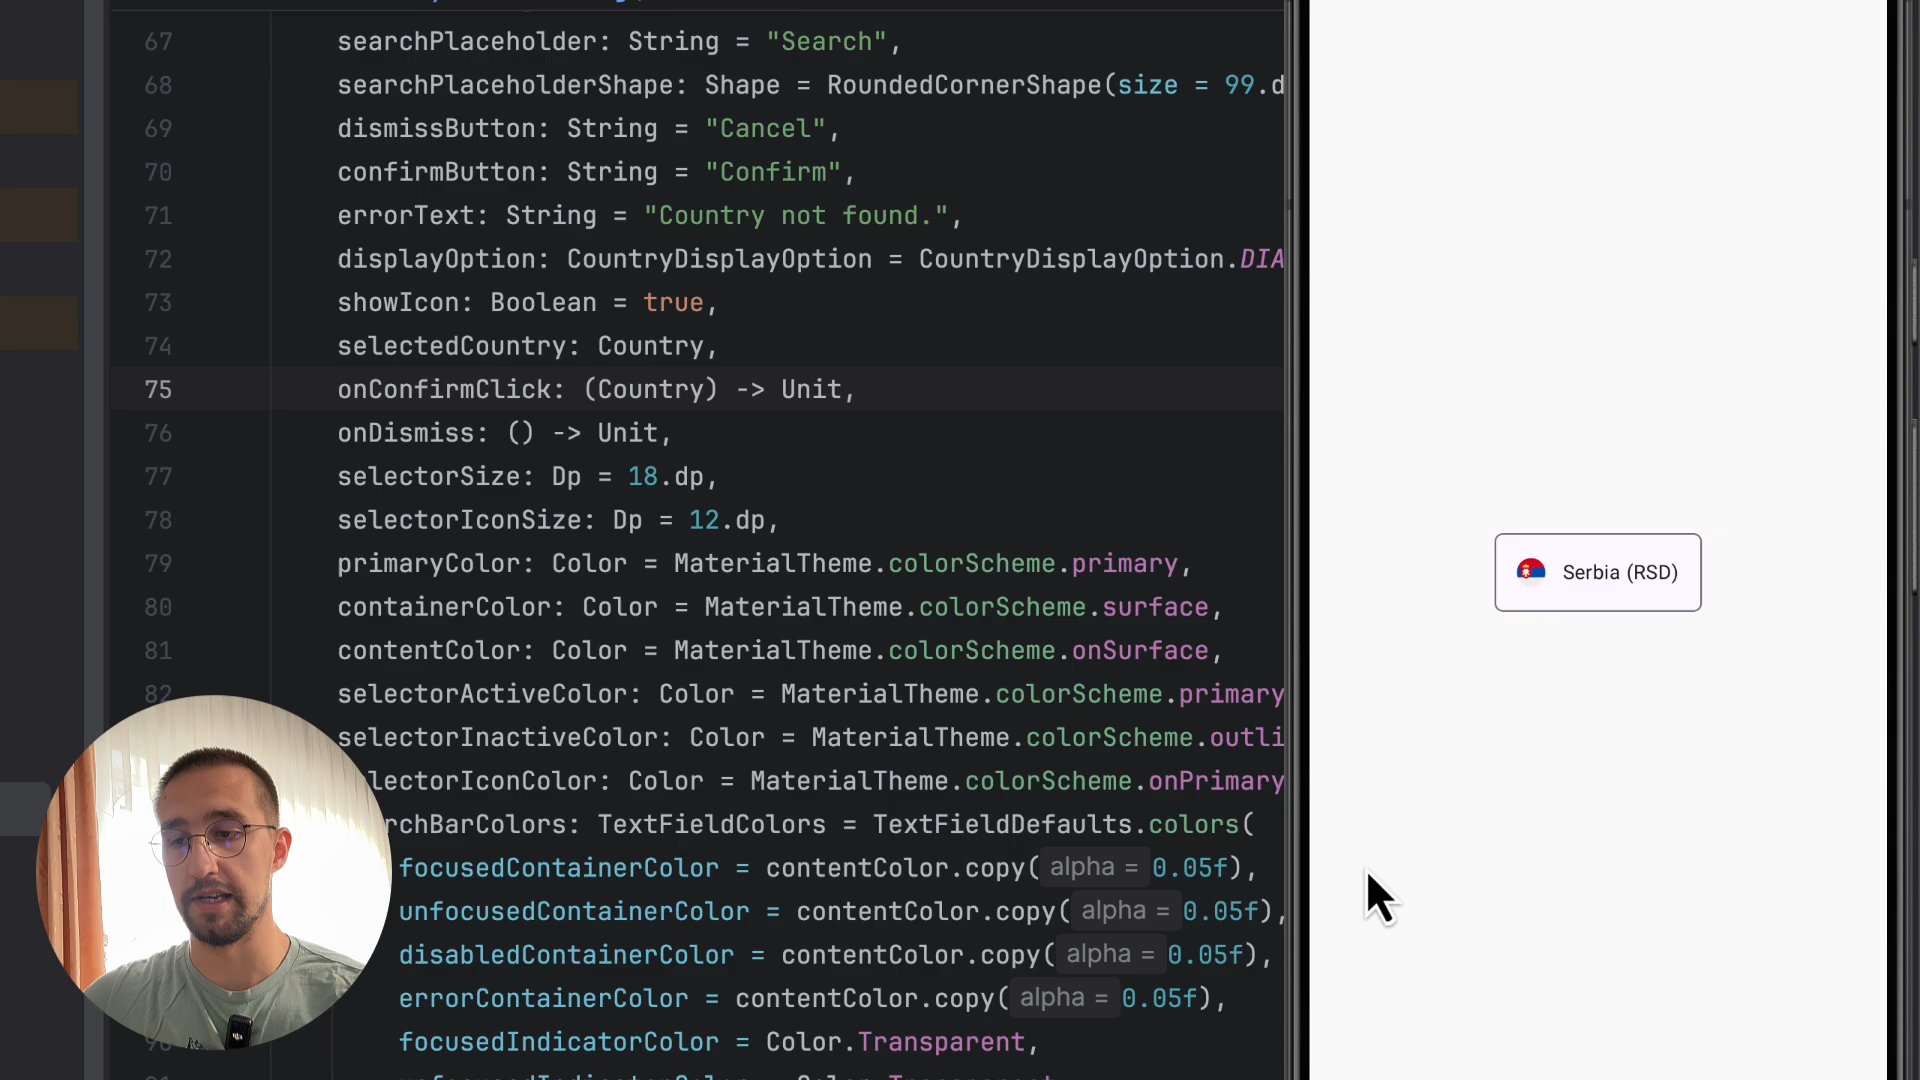 67 searchPlaceholder: String = "Search",
68 searchPlaceholderShape: Shape = RoundedCornerShape(size = 99.d
69 dismissButton: String = "Cancel",
70 confirmButton: String = "Confirm",
71 errorText: String = "Country not found.",
72 displayOption: CountryDisplayOption = CountryDisplayOption.DIA
73 showIcon: Boolean = true,
74 selectedCountry: Country,
75 onConfirmClick: (Country) -> Unit,
76 onDismiss: () -> Unit,
77 selectorSize: Dp = 18.dp,
78 selectorIconSize: Dp = 12.dp,
79 primaryColor: Color = MaterialTheme.colorScheme.primary,
80 containerColor: Color = MaterialTheme.colorScheme.surface,
81 contentColor: Color = MaterialTheme.colorScheme.onSurface,
82 selectorActiveColor: Color = MaterialTheme.colorScheme.primary
selectorInactiveColor: Color = MaterialTheme.colorScheme.outli
lectorIconColor: Color = MaterialTheme.colorScheme.onPrimary
rchBarColors: TextFieldColors = TextFieldDefaults.colors(
focusedContainerColor = contentColor.copy(alpha = 0.05f),
unfocusedContainerColor = contentColor.copy(alpha = 0.05f),
disabledContainerColor = contentColor.copy(alpha = 0.05f),
errorContainerColor = contentColor.copy(alpha = 0.05f),
focusedIndicatorColor = Color.Transparent,
Serbia (RSD)